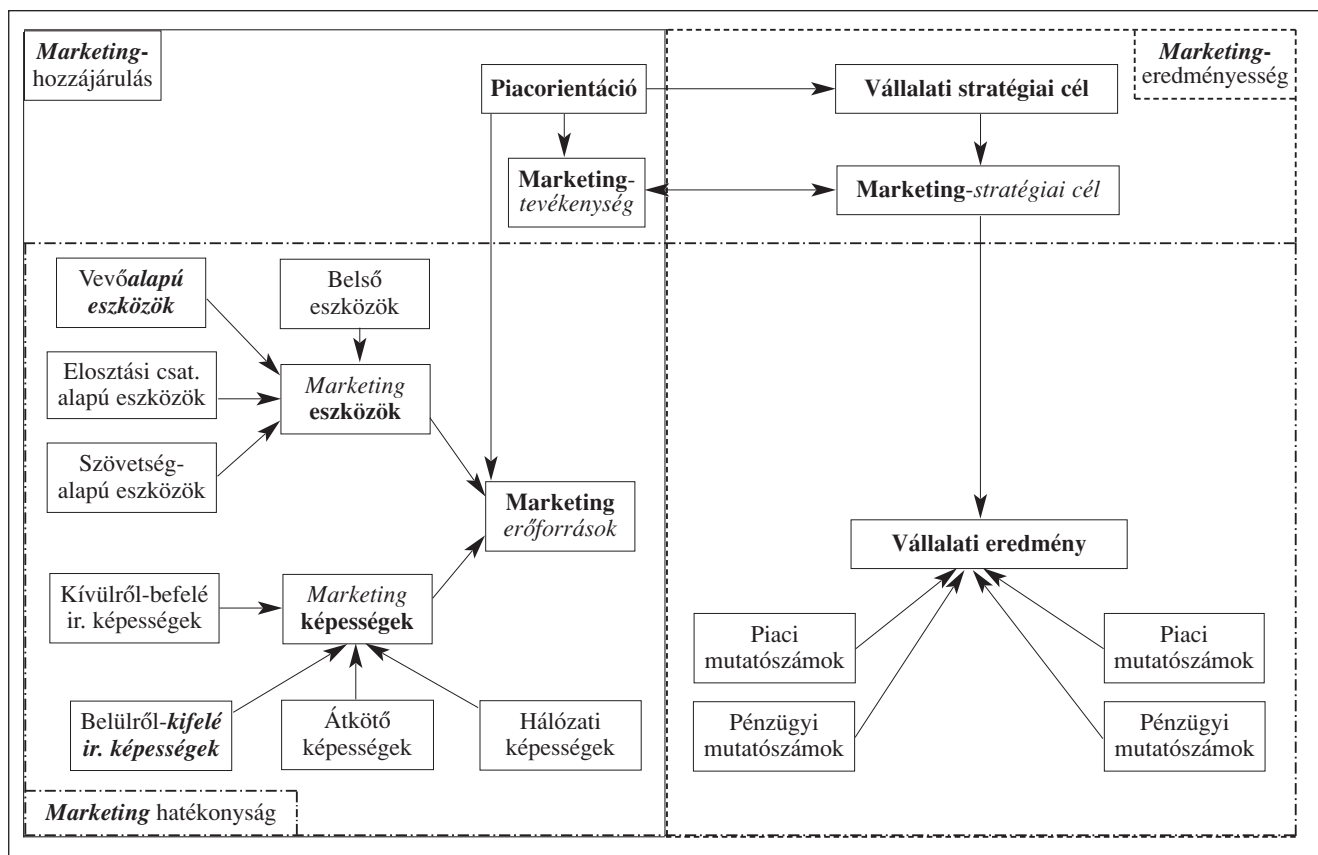 Marketing-
hozzájárulás
Marketing-
eredményesség
Piacorientáció
Vállalati stratégiai cél
Marketing-
tevékenység
Marketing-stratégiai cél
Vevőalapú
eszközök
Belső
eszközök
Elosztási csat.
alapú eszközök
Marketing
eszközök
Szövetség-
alapú eszközök
Marketing
erőforrások
Vállalati eredmény
Kívülről-befelé
ir. képességek
Marketing
képességek
Piaci
mutatószámok
Piaci
mutatószámok
Belülről-kifelé
ir. képességek
Átkötő
képességek
Hálózati
képességek
Pénzügyi
mutatószámok
Pénzügyi
mutatószámok
Marketing hatékonyság